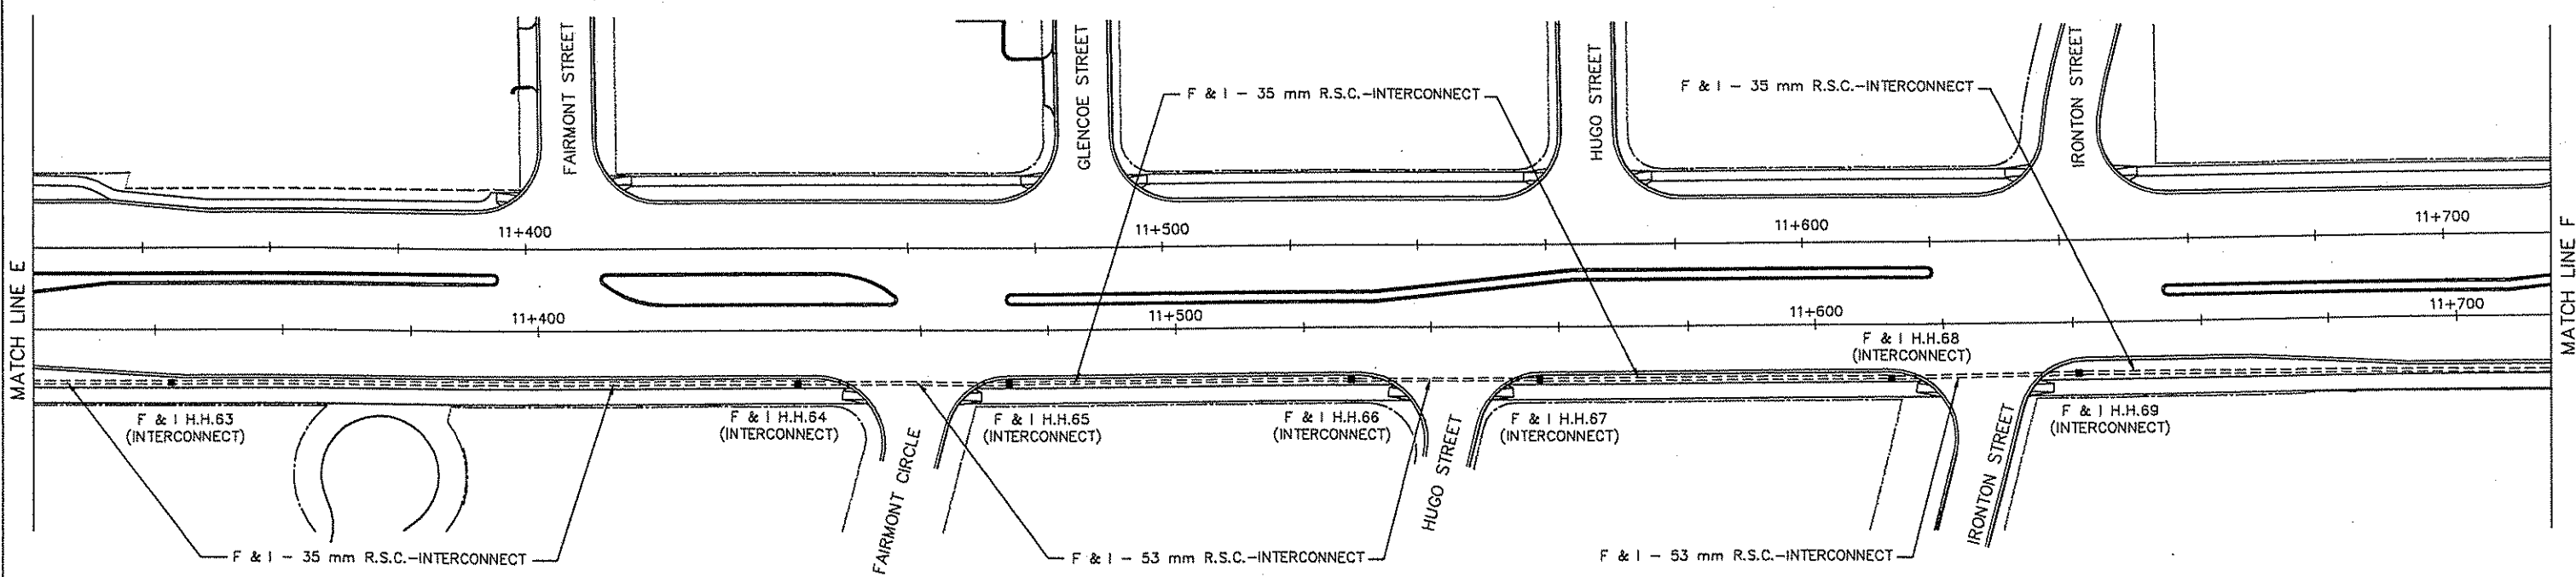 FAIRMONT STREET
GLENCOE STREET
HUGO STREET
IRONTON STREET
F & I - 35 mm R.S.C.-INTERCONNECT
F & I - 35 mm R.S.C.-INTERCONNECT
11+400
11+500
11+600
11+700
MATCH LINE E
MATCH LINE F
11+400
11+500
11+600
11+700
F & I H.H.68
(INTERCONNECT)
F & I H.H.63
(INTERCONNECT)
F & I H.H.64
(INTERCONNECT)
F & I H.H.65
(INTERCONNECT)
F & I H.H.66
(INTERCONNECT)
F & I H.H.67
(INTERCONNECT)
F & I H.H.69
(INTERCONNECT)
FAIRMONT CIRCLE
HUGO STREET
IRONTON STREET
F & I - 35 mm R.S.C.-INTERCONNECT
F & I - 53 mm R.S.C.-INTERCONNECT
F & I - 53 mm R.S.C.-INTERCONNECT